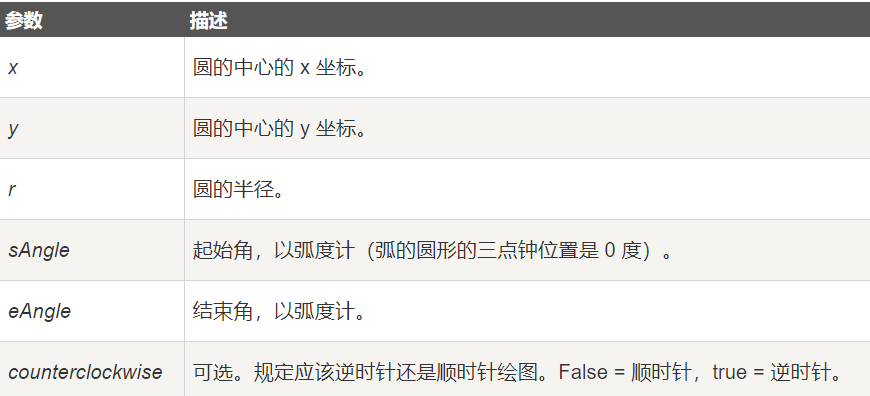 参数 描述
x 圆的中心的 x 坐标。
y 圆的中心的 y 坐标。
r 圆的半径。
sAngle 起始角，以弧度计（弧的圆形的三点钟位置是 0 度）。
eAngle 结束角，以弧度计。
counterclockwise 可选。规定应该逆时针还是顺时针绘图。False = 顺时针，true = 逆时针。